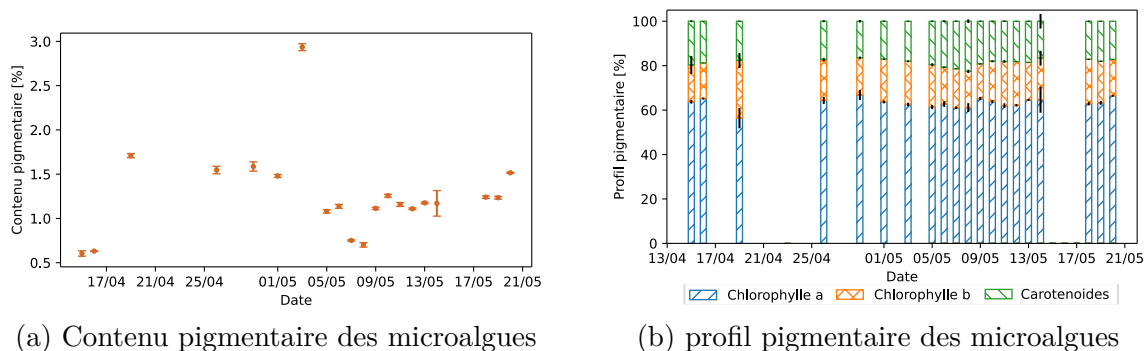 3.0
2.5
2.0
1.5
1.0
0.5
Contenu pigmentaire [%]
17/04 21/04 25/04 01/05 05/05 09/05 13/05 17/05 21/05
Date
(a) Contenu pigmentaire des microalgues
100
80
60
40
20
0
Profil pigmentaire [%]
13/04 17/04 21/04 25/04 01/05 05/05 09/05 13/05 17/05 21/05
Date
Chlorophylle a Chlorophylle b Carotenoides
(b) profil pigmentaire des microalgues